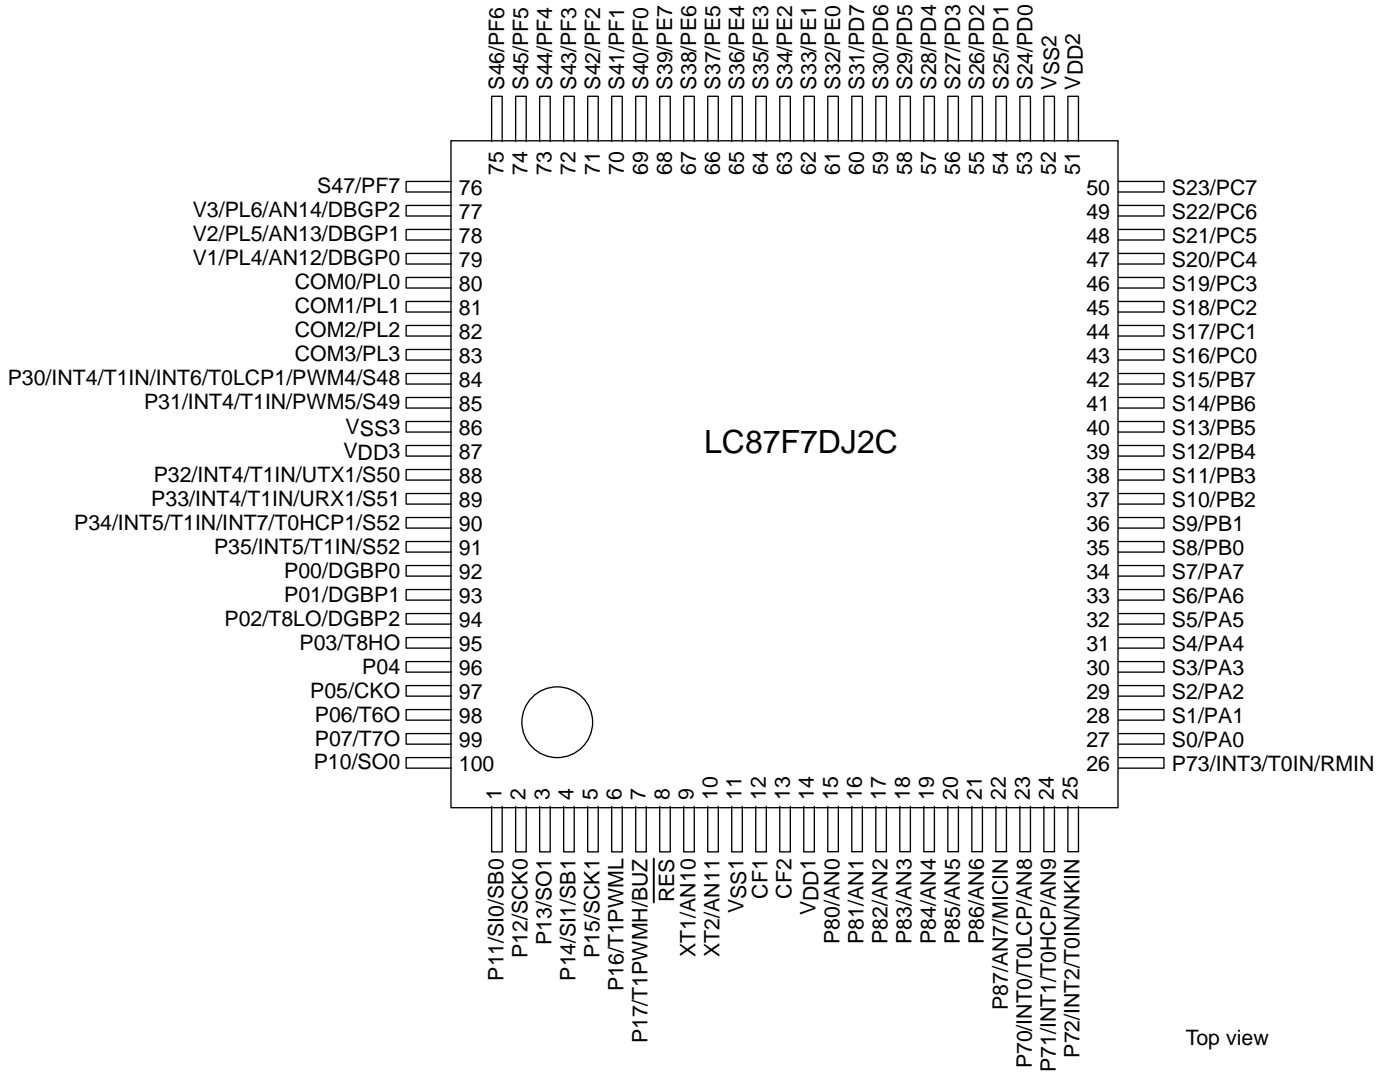 S46/PF6
S45/PF5
S44/PF4
S43/PF3
S42/PF2
S41/PF1
S40/PF0
S39/PE7
S38/PE6
S37/PE5
S36/PE4
S35/PE3
S34/PE2
S33/PE1
S32/PE0
S31/PD7
S30/PD6
S29/PD5
S28/PD4
S27/PD3
S26/PD2
S25/PD1
S24/PD0
VSS2
VDD2
75
74
73
72
71
70
69
68
67
66
65
64
63
62
61
60
59
58
57
56
55
54
53
52
51
S47/PF7 76
V3/PL6/AN14/DBGP2 77
V2/PL5/AN13/DBGP1 78
V1/PL4/AN12/DBGP0 79
COM0/PL0 80
COM1/PL1 81
COM2/PL2 82
COM3/PL3 83
P30/INT4/T1IN/INT6/T0LCP1/PWM4/S48 84
P31/INT4/T1IN/PWM5/S49 85
VSS3 86
VDD3 87
P32/INT4/T1IN/UTX1/S50 88
P33/INT4/T1IN/URX1/S51 89
P34/INT5/T1IN/INT7/T0HCP1/S52 90
P35/INT5/T1IN/S52 91
P00/DGBP0 92
P01/DGBP1 93
P02/T8LO/DGBP2 94
P03/T8HO 95
P04 96
P05/CKO 97
P06/T6O 98
P07/T7O 99
P10/SO0 100
LC87F7DJ2C
50 S23/PC7
49 S22/PC6
48 S21/PC5
47 S20/PC4
46 S19/PC3
45 S18/PC2
44 S17/PC1
43 S16/PC0
42 S15/PB7
41 S14/PB6
40 S13/PB5
39 S12/PB4
38 S11/PB3
37 S10/PB2
36 S9/PB1
35 S8/PB0
34 S7/PA7
33 S6/PA6
32 S5/PA5
31 S4/PA4
30 S3/PA3
29 S2/PA2
28 S1/PA1
27 S0/PA0
26 P73/INT3/T0IN/RMIN
1
2
3
4
5
6
7
8
9
10
11
12
13
14
15
16
17
18
19
20
21
22
23
24
25
P11/SI0/SB0
P12/SCK0
P13/SO1
P14/SI1/SB1
P15/SCK1
P16/T1PWML
P17/T1PWMH/BUZ
RES
XT1/AN10
XT2/AN11
VSS1
CF1
CF2
VDD1
P80/AN0
P81/AN1
P82/AN2
P83/AN3
P84/AN4
P85/AN5
P86/AN6
P87/AN7/MICIN
P70/INT0/T0LCP/AN8
P71/INT1/T0HCP/AN9
P72/INT2/T0IN/NKIN
Top view